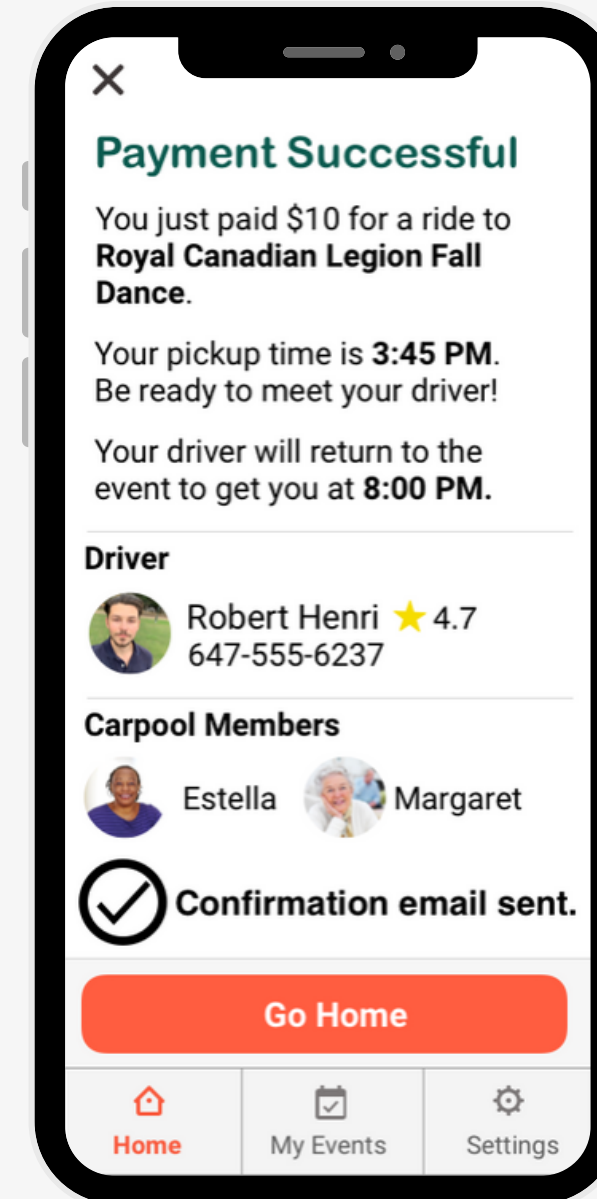 Payment Successful
You just paid $10 for a ride to
Royal Canadian Legion Fall
Dance.
Your pickup time is 3:45 PM.
Be ready to meet your driver!
Your driver will return to the
event to get you at 8:00 PM.
Driver
Robert Henri 4.7
647-555-6237
Carpool Members
Estella Margaret
Confirmation email sent.
Go Home
Home My Events Settings